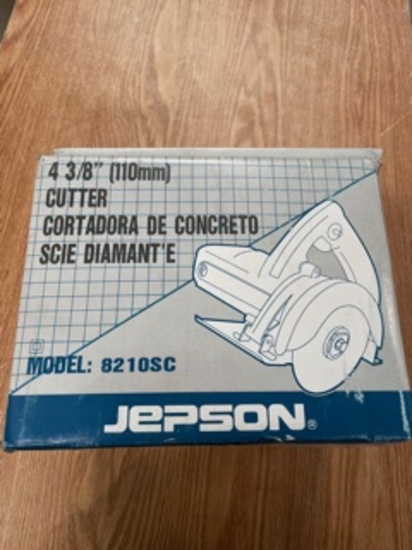 4 3/8" (110mm)
CUTTER
CORTADORA DE CONCRETO
SCIE DIAMANT'E
MODEL: 8210SC
JEPSON®